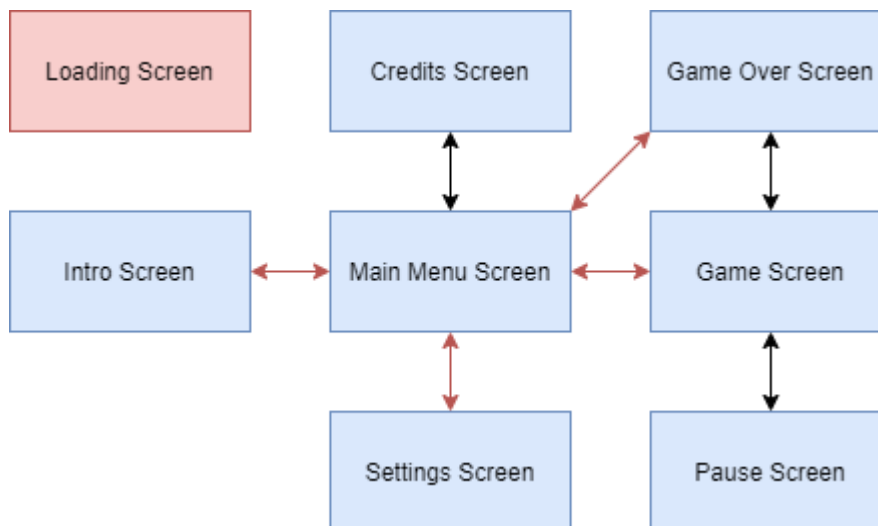 Loading Screen
Credits Screen
Game Over Screen
Intro Screen
Main Menu Screen
Game Screen
Settings Screen
Pause Screen